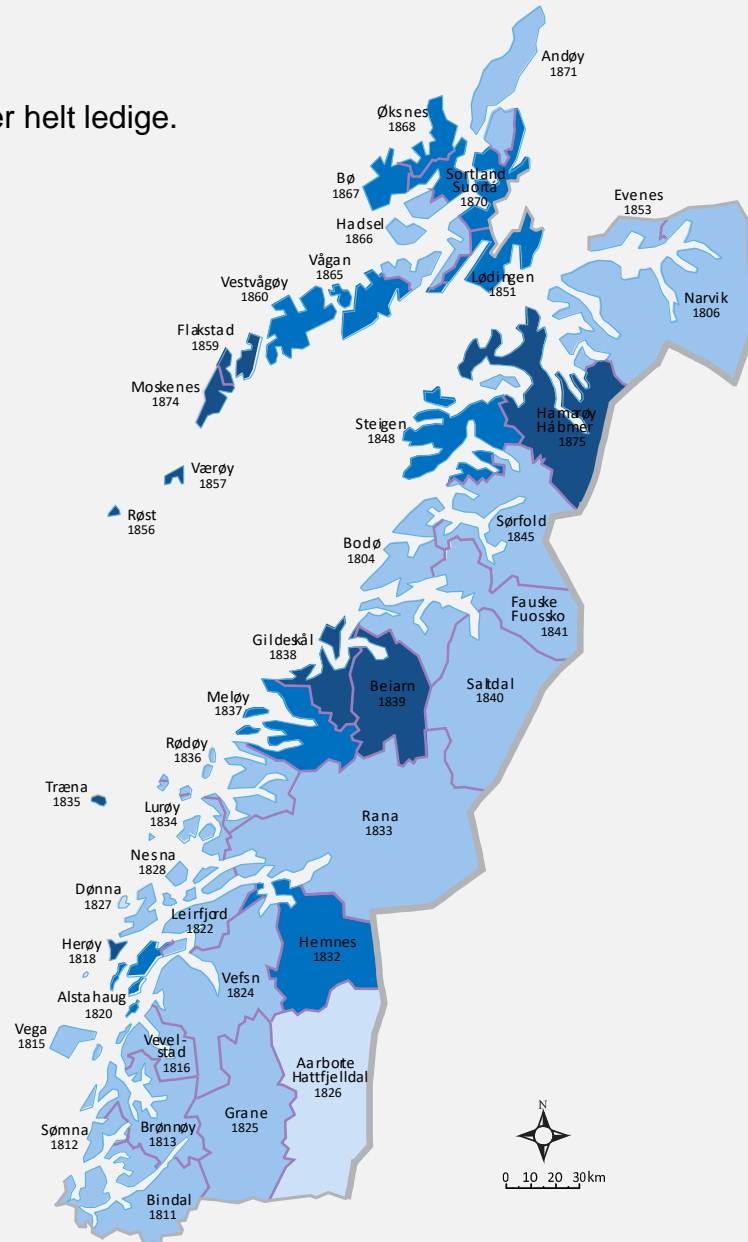 er helt ledige.
Andøy
1871
Øksnes
1868
Bø
1867
Sortland
Suortá
1870
Hadsel
1866
Evenes
1853
Vågan
1865
Lødingen
1851
Vestvågøy
1860
Narvik
1806
Flakstad
1859
Moskenes
1874
Hamarøy
Hábmer
1875
Steigen
1848
Værøy
1857
Røst
1856
Sørfold
1845
Bodø
1804
Fauske
Fuossko
1841
Gildeskål
1838
Beiarn
1839
Saltdal
1840
Meløy
1837
Rødøy
1836
Træna
1835
Lurøy
1834
Rana
1833
Nesna
1828
Dønna
1827
Leirfjord
1822
Herøy
1818
Hemnes
1832
Vefsn
1824
Alstahaug
1820
Vega
1815
Vevel-
stad
1816
Aarborte
Hattfjelldal
1826
Grane
1825
Sømna
1812
Brønnøy
1813
Bindal
1811
N
0 10 20 30km